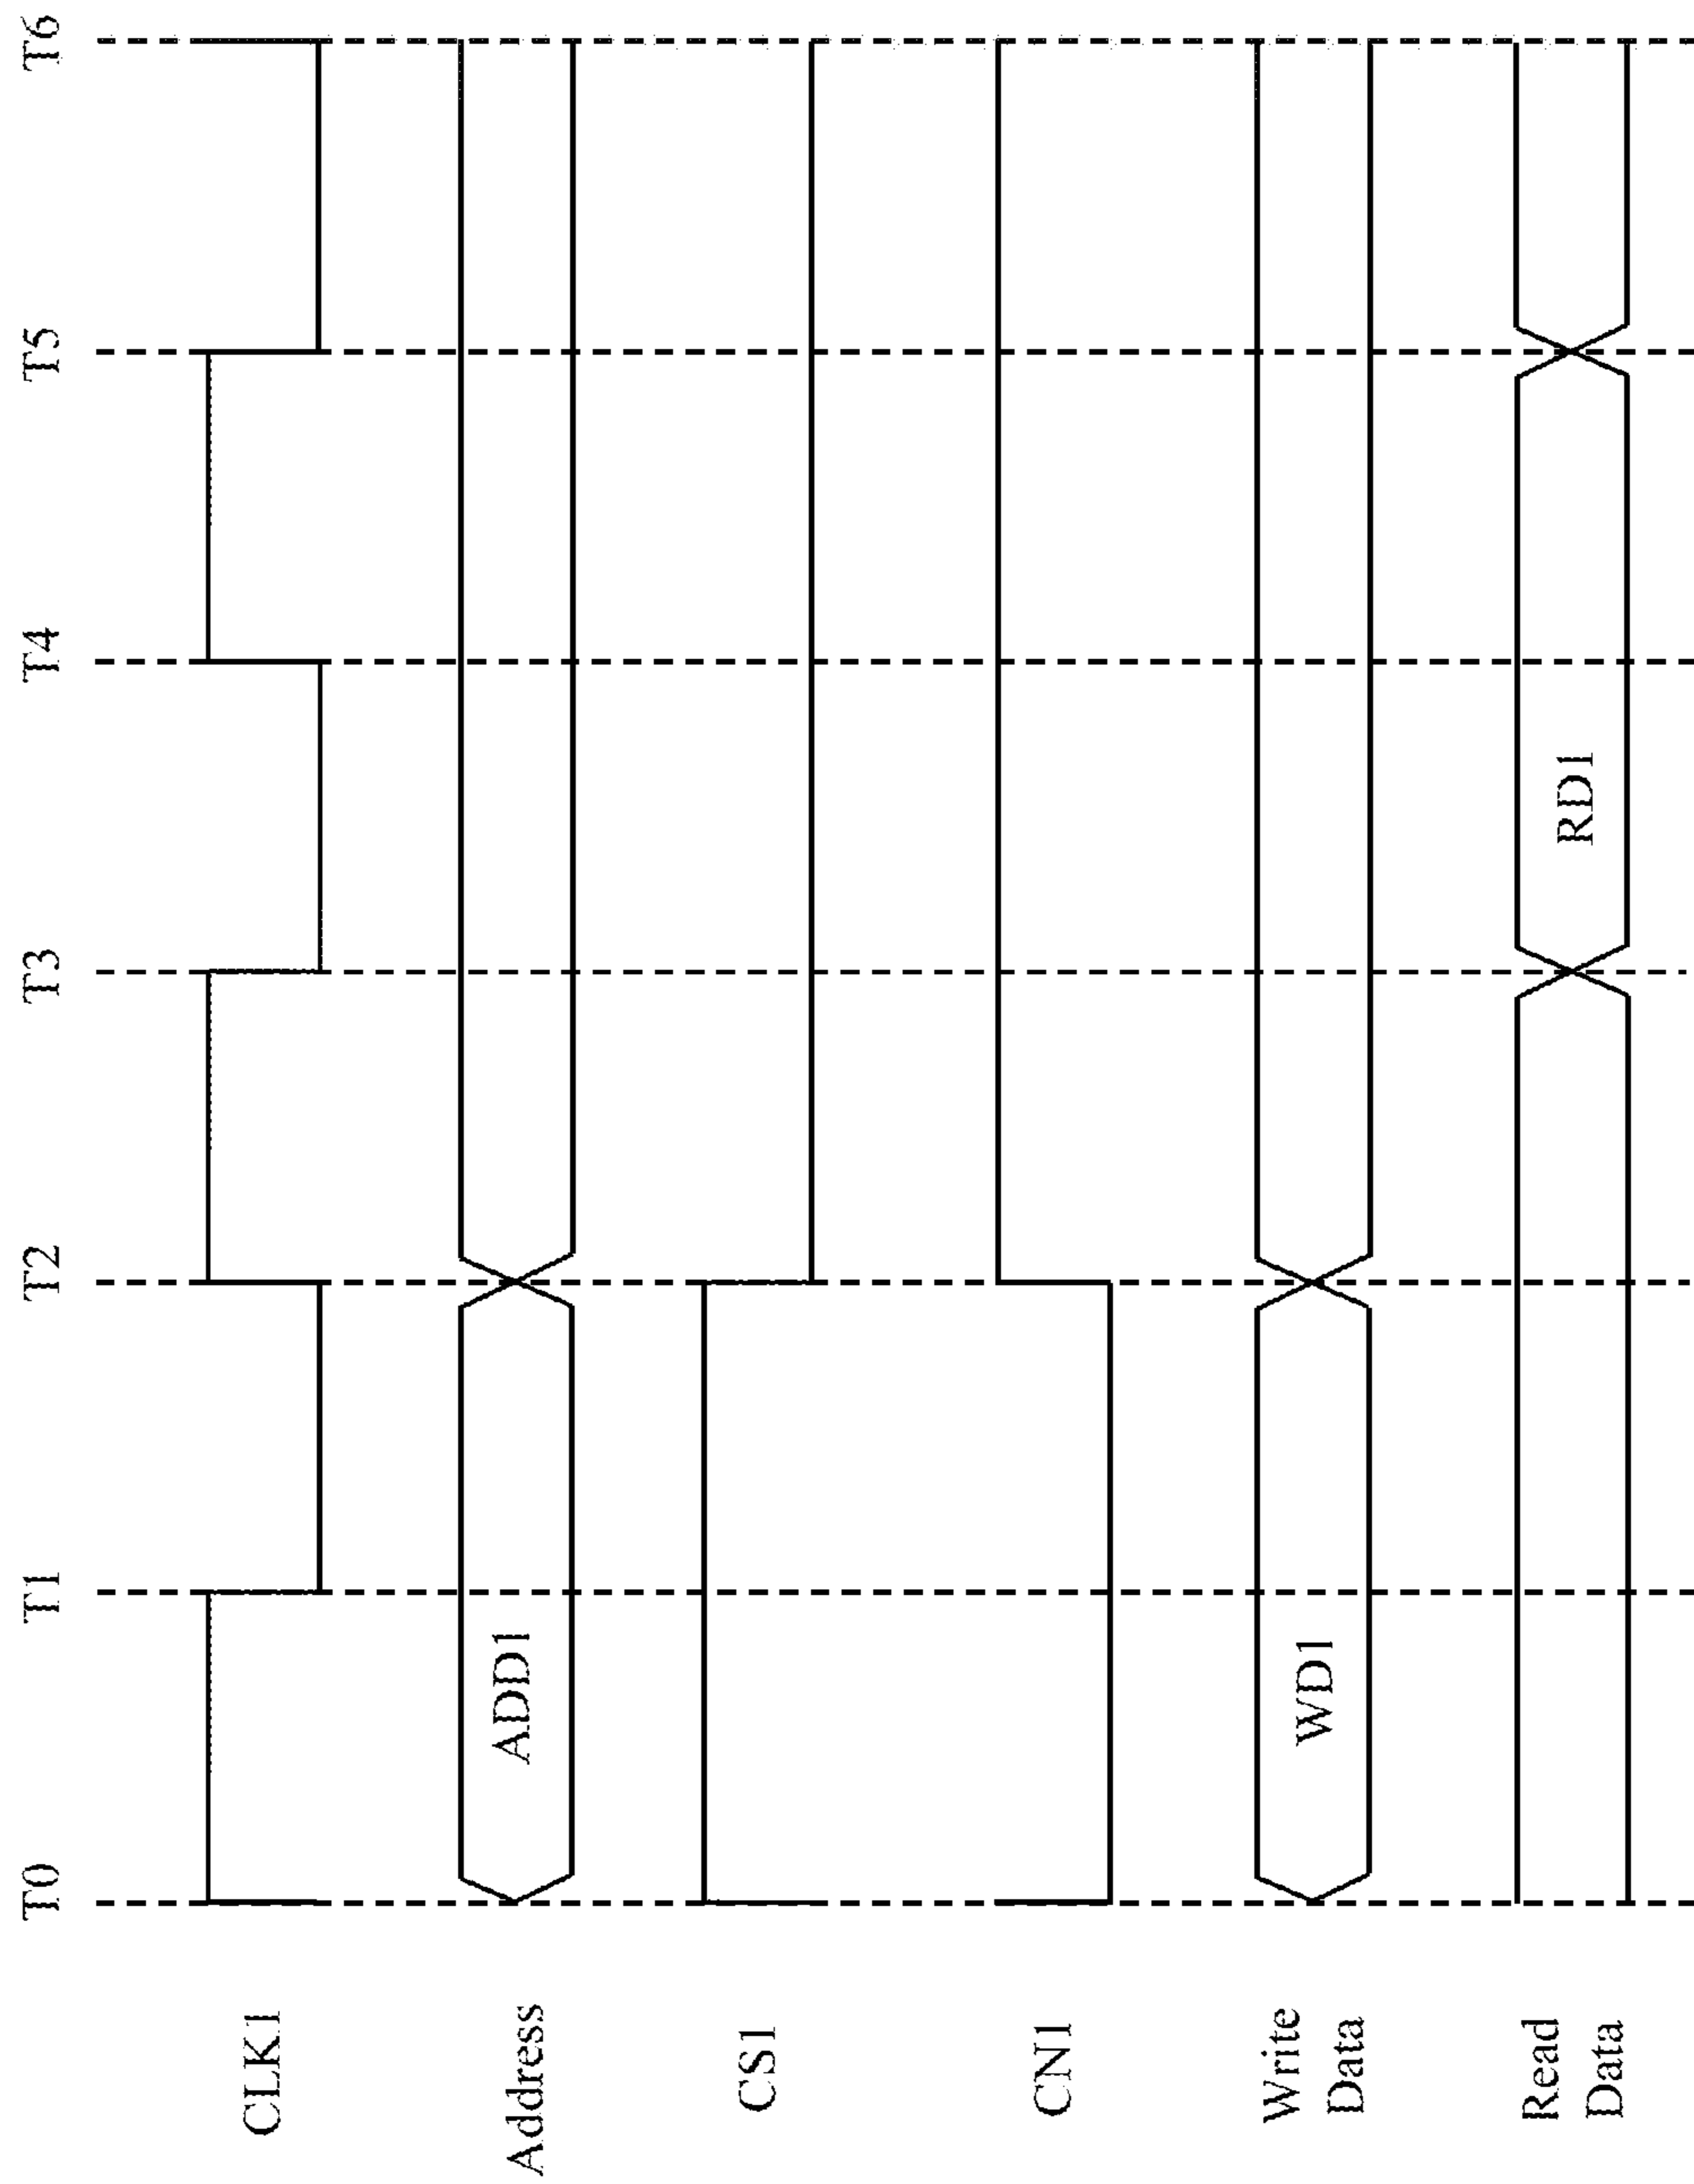 T0 T1 T2 T3 T4 T5 T6
CLK1
Address ADD1
CS1
CN1
Write
Data
WD1
Read
Data
RD1